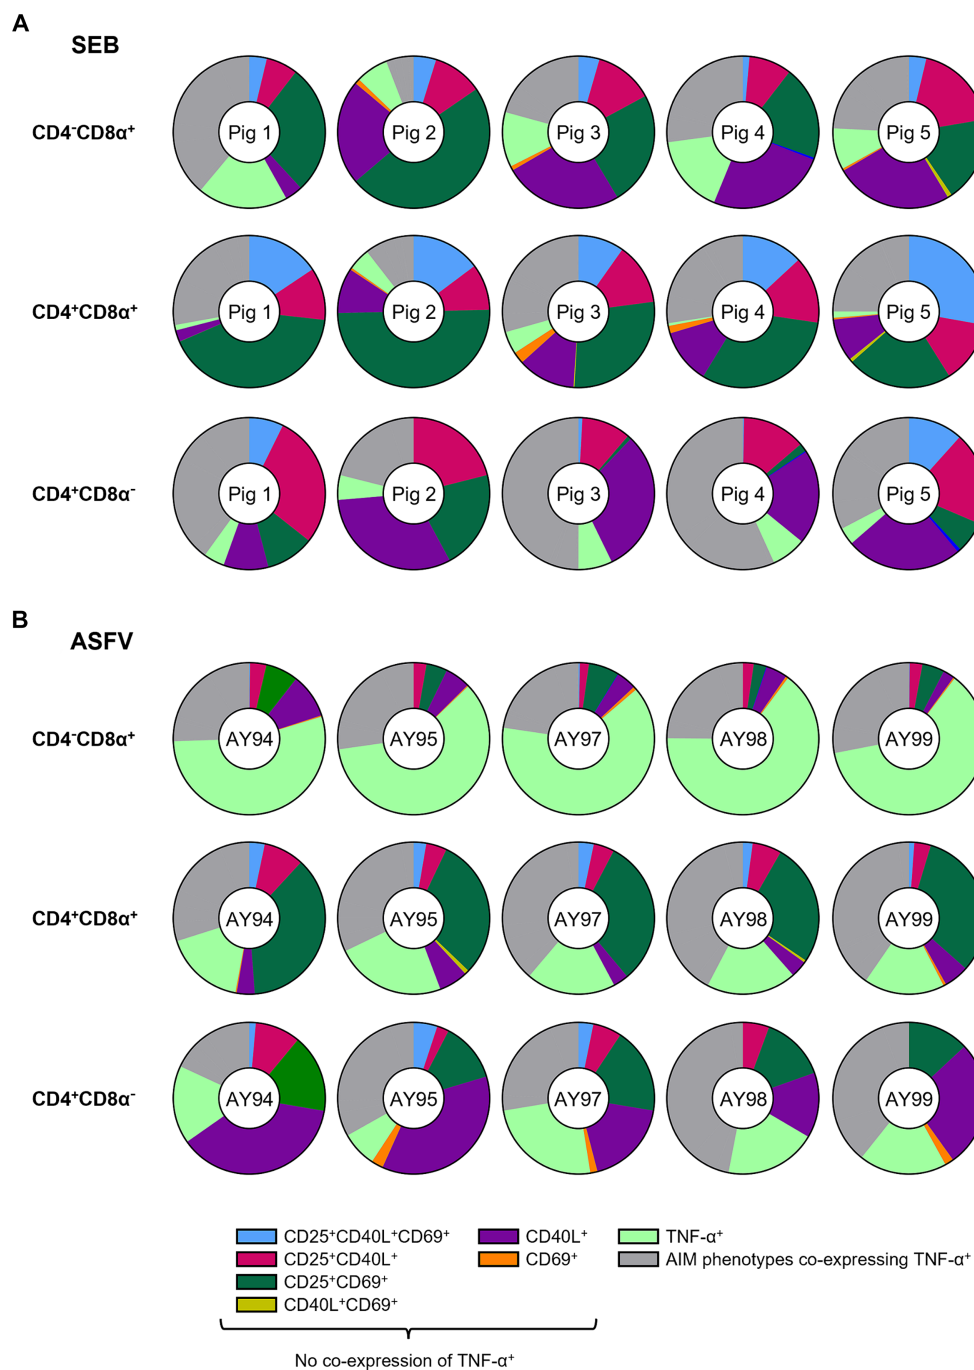 A
SEB
CD4⁻CD8α⁺
Pig 1
Pig 2
Pig 3
Pig 4
Pig 5
CD4⁺CD8α⁺
Pig 1
Pig 2
Pig 3
Pig 4
Pig 5
CD4⁺CD8α⁻
Pig 1
Pig 2
Pig 3
Pig 4
Pig 5
B
ASFV
CD4⁻CD8α⁺
AY94
AY95
AY97
AY98
AY99
CD4⁺CD8α⁺
AY94
AY95
AY97
AY98
AY99
CD4⁺CD8α⁻
AY94
AY95
AY97
AY98
AY99
CD25⁺CD40L⁺CD69⁺
CD25⁺CD40L⁺
CD25⁺CD69⁺
CD40L⁺CD69⁺
CD40L⁺
CD69⁺
TNF-α⁺
AIM phenotypes co-expressing TNF-α⁺
No co-expression of TNF-α⁺